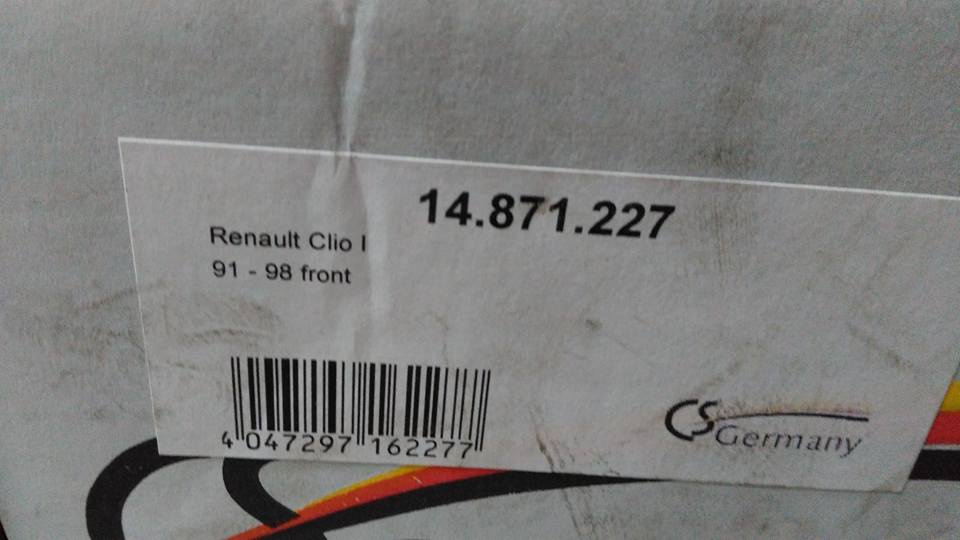 14.871.227
Renault Clio I
91 - 98 front
4 047297 162277
CS Germany